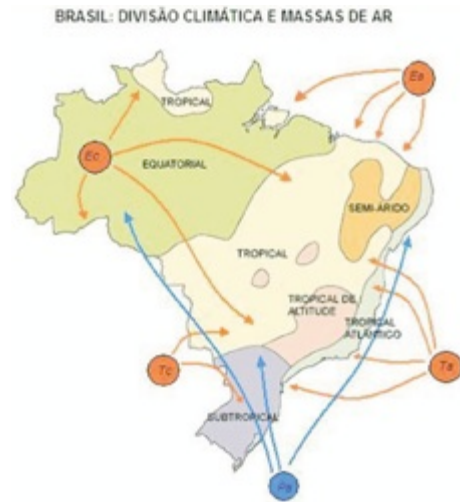 BRASIL: DIVISÃO CLIMÁTICA E MASSAS DE AR
Ea
TROPICAL
Ec
EQUATORIAL
SEMI-ÁRIDO
TROPICAL
TROPICAL DE
ALTITUDE
TROPICAL
ATLÂNTICO
Tc
Ta
SUBTROPICAL